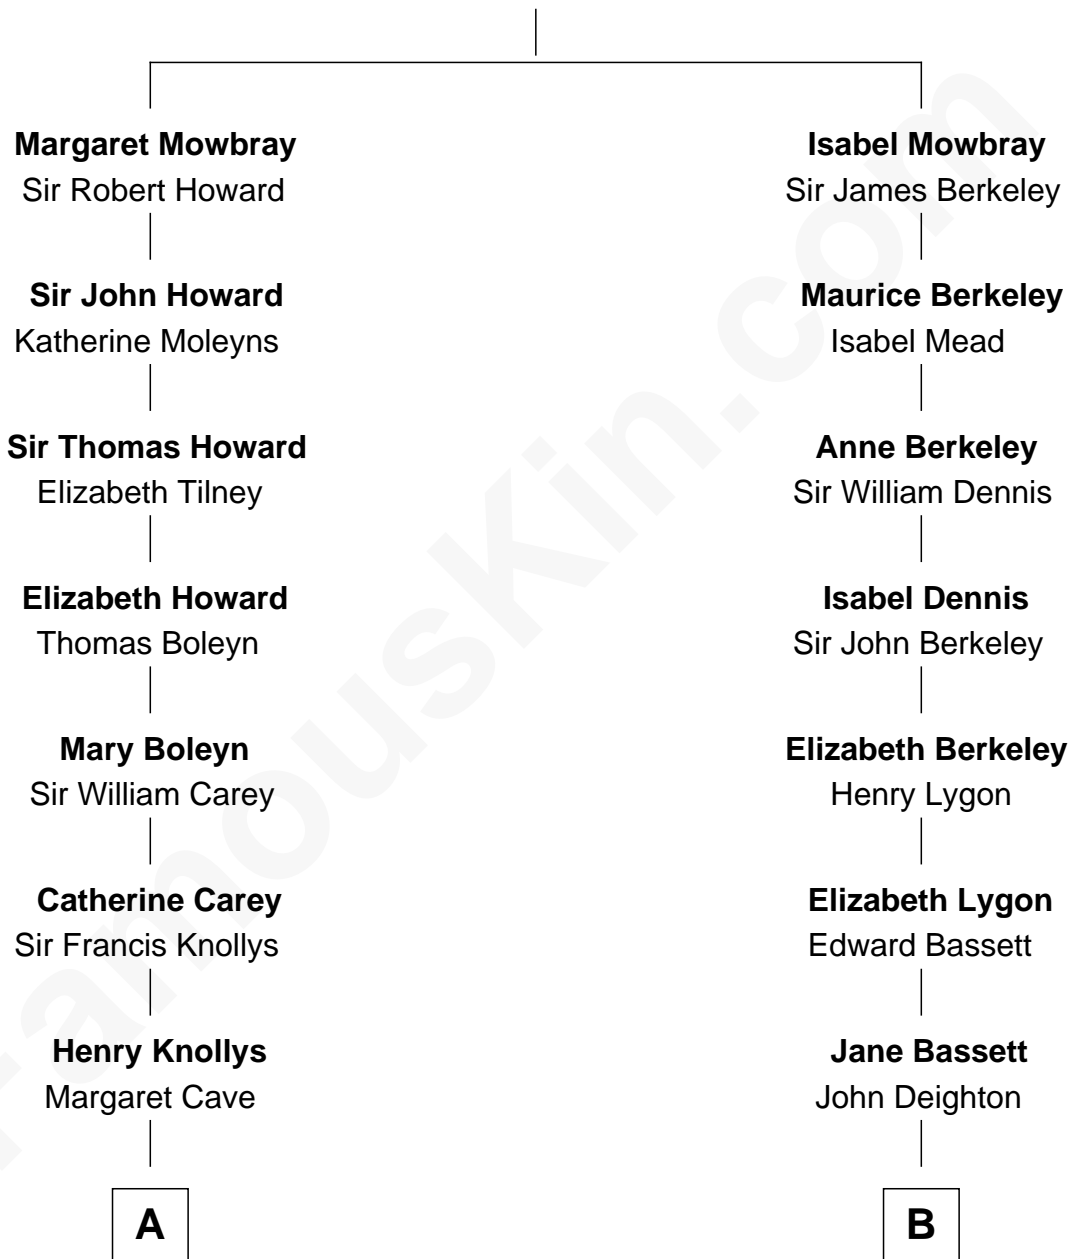 Margaret Mowbray
Sir Robert Howard
Sir John Howard
Katherine Moleyns
Sir Thomas Howard
Elizabeth Tilney
Elizabeth Howard
Thomas Boleyn
Mary Boleyn
Sir William Carey
Catherine Carey
Sir Francis Knollys
Henry Knollys
Margaret Cave
A
Isabel Mowbray
Sir James Berkeley
Maurice Berkeley
Isabel Mead
Anne Berkeley
Sir William Dennis
Isabel Dennis
Sir John Berkeley
Elizabeth Berkeley
Henry Lygon
Elizabeth Lygon
Edward Bassett
Jane Bassett
John Deighton
B
FamousKin.com